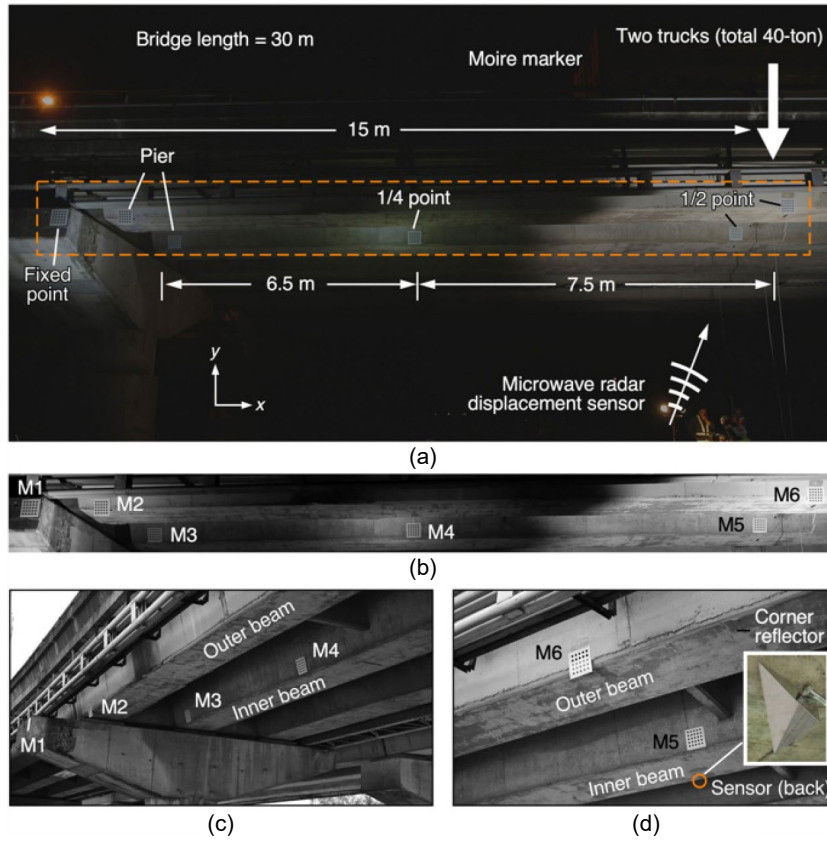 Bridge length = 30 m
Moire marker
Two trucks (total 40-ton)
15 m
Pier
1/4 point
1/2 point
Fixed
point
6.5 m
7.5 m
y
x
Microwave radar
displacement sensor
(a)
M1
M2
M3
M4
M5
M6
(b)
Outer beam
M4
M3
Inner beam
M2
M1
(c)
Corner
reflector
M6
Outer beam
M5
Inner beam
Sensor (back)
(d)